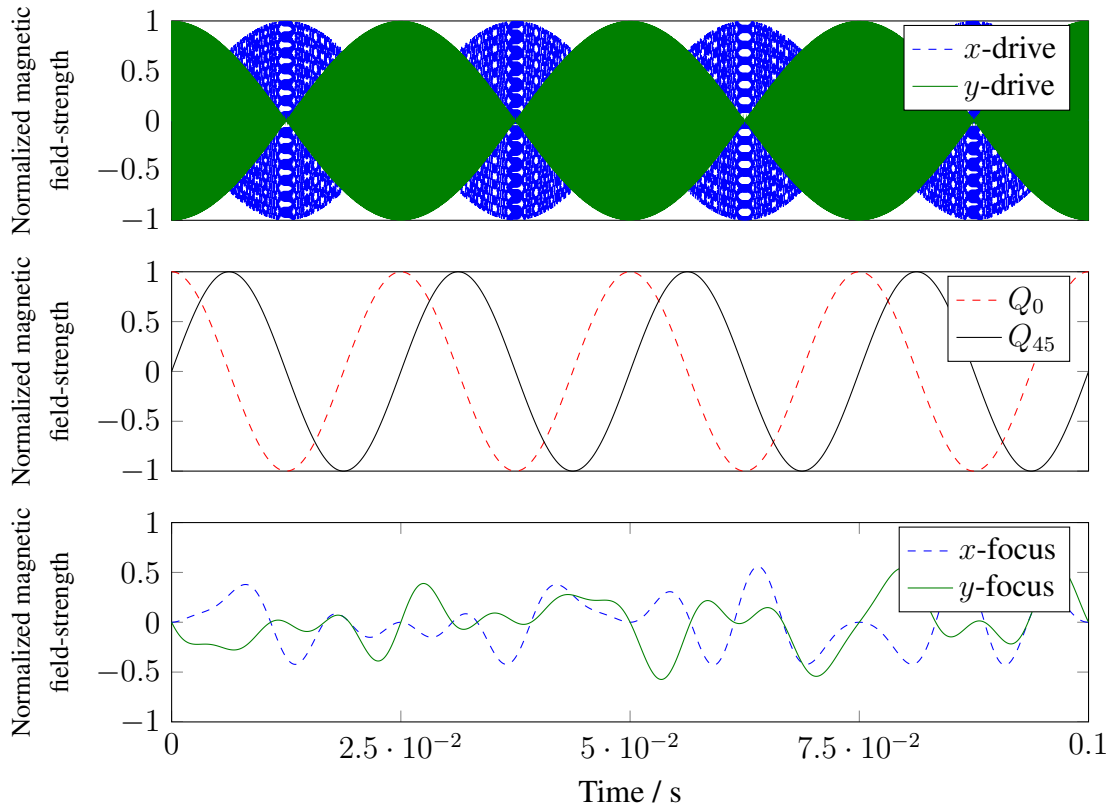 Normalized magnetic
field-strength
1
0.5
0
−0.5
−1
x-drive
y-drive
Normalized magnetic
field-strength
1
0.5
0
−0.5
−1
Q₀
Q₄₅
Normalized magnetic
field-strength
1
0.5
0
−0.5
−1
x-focus
y-focus
0 2.5 · 10⁻² 5 · 10⁻² 7.5 · 10⁻² 0.1
Time / s